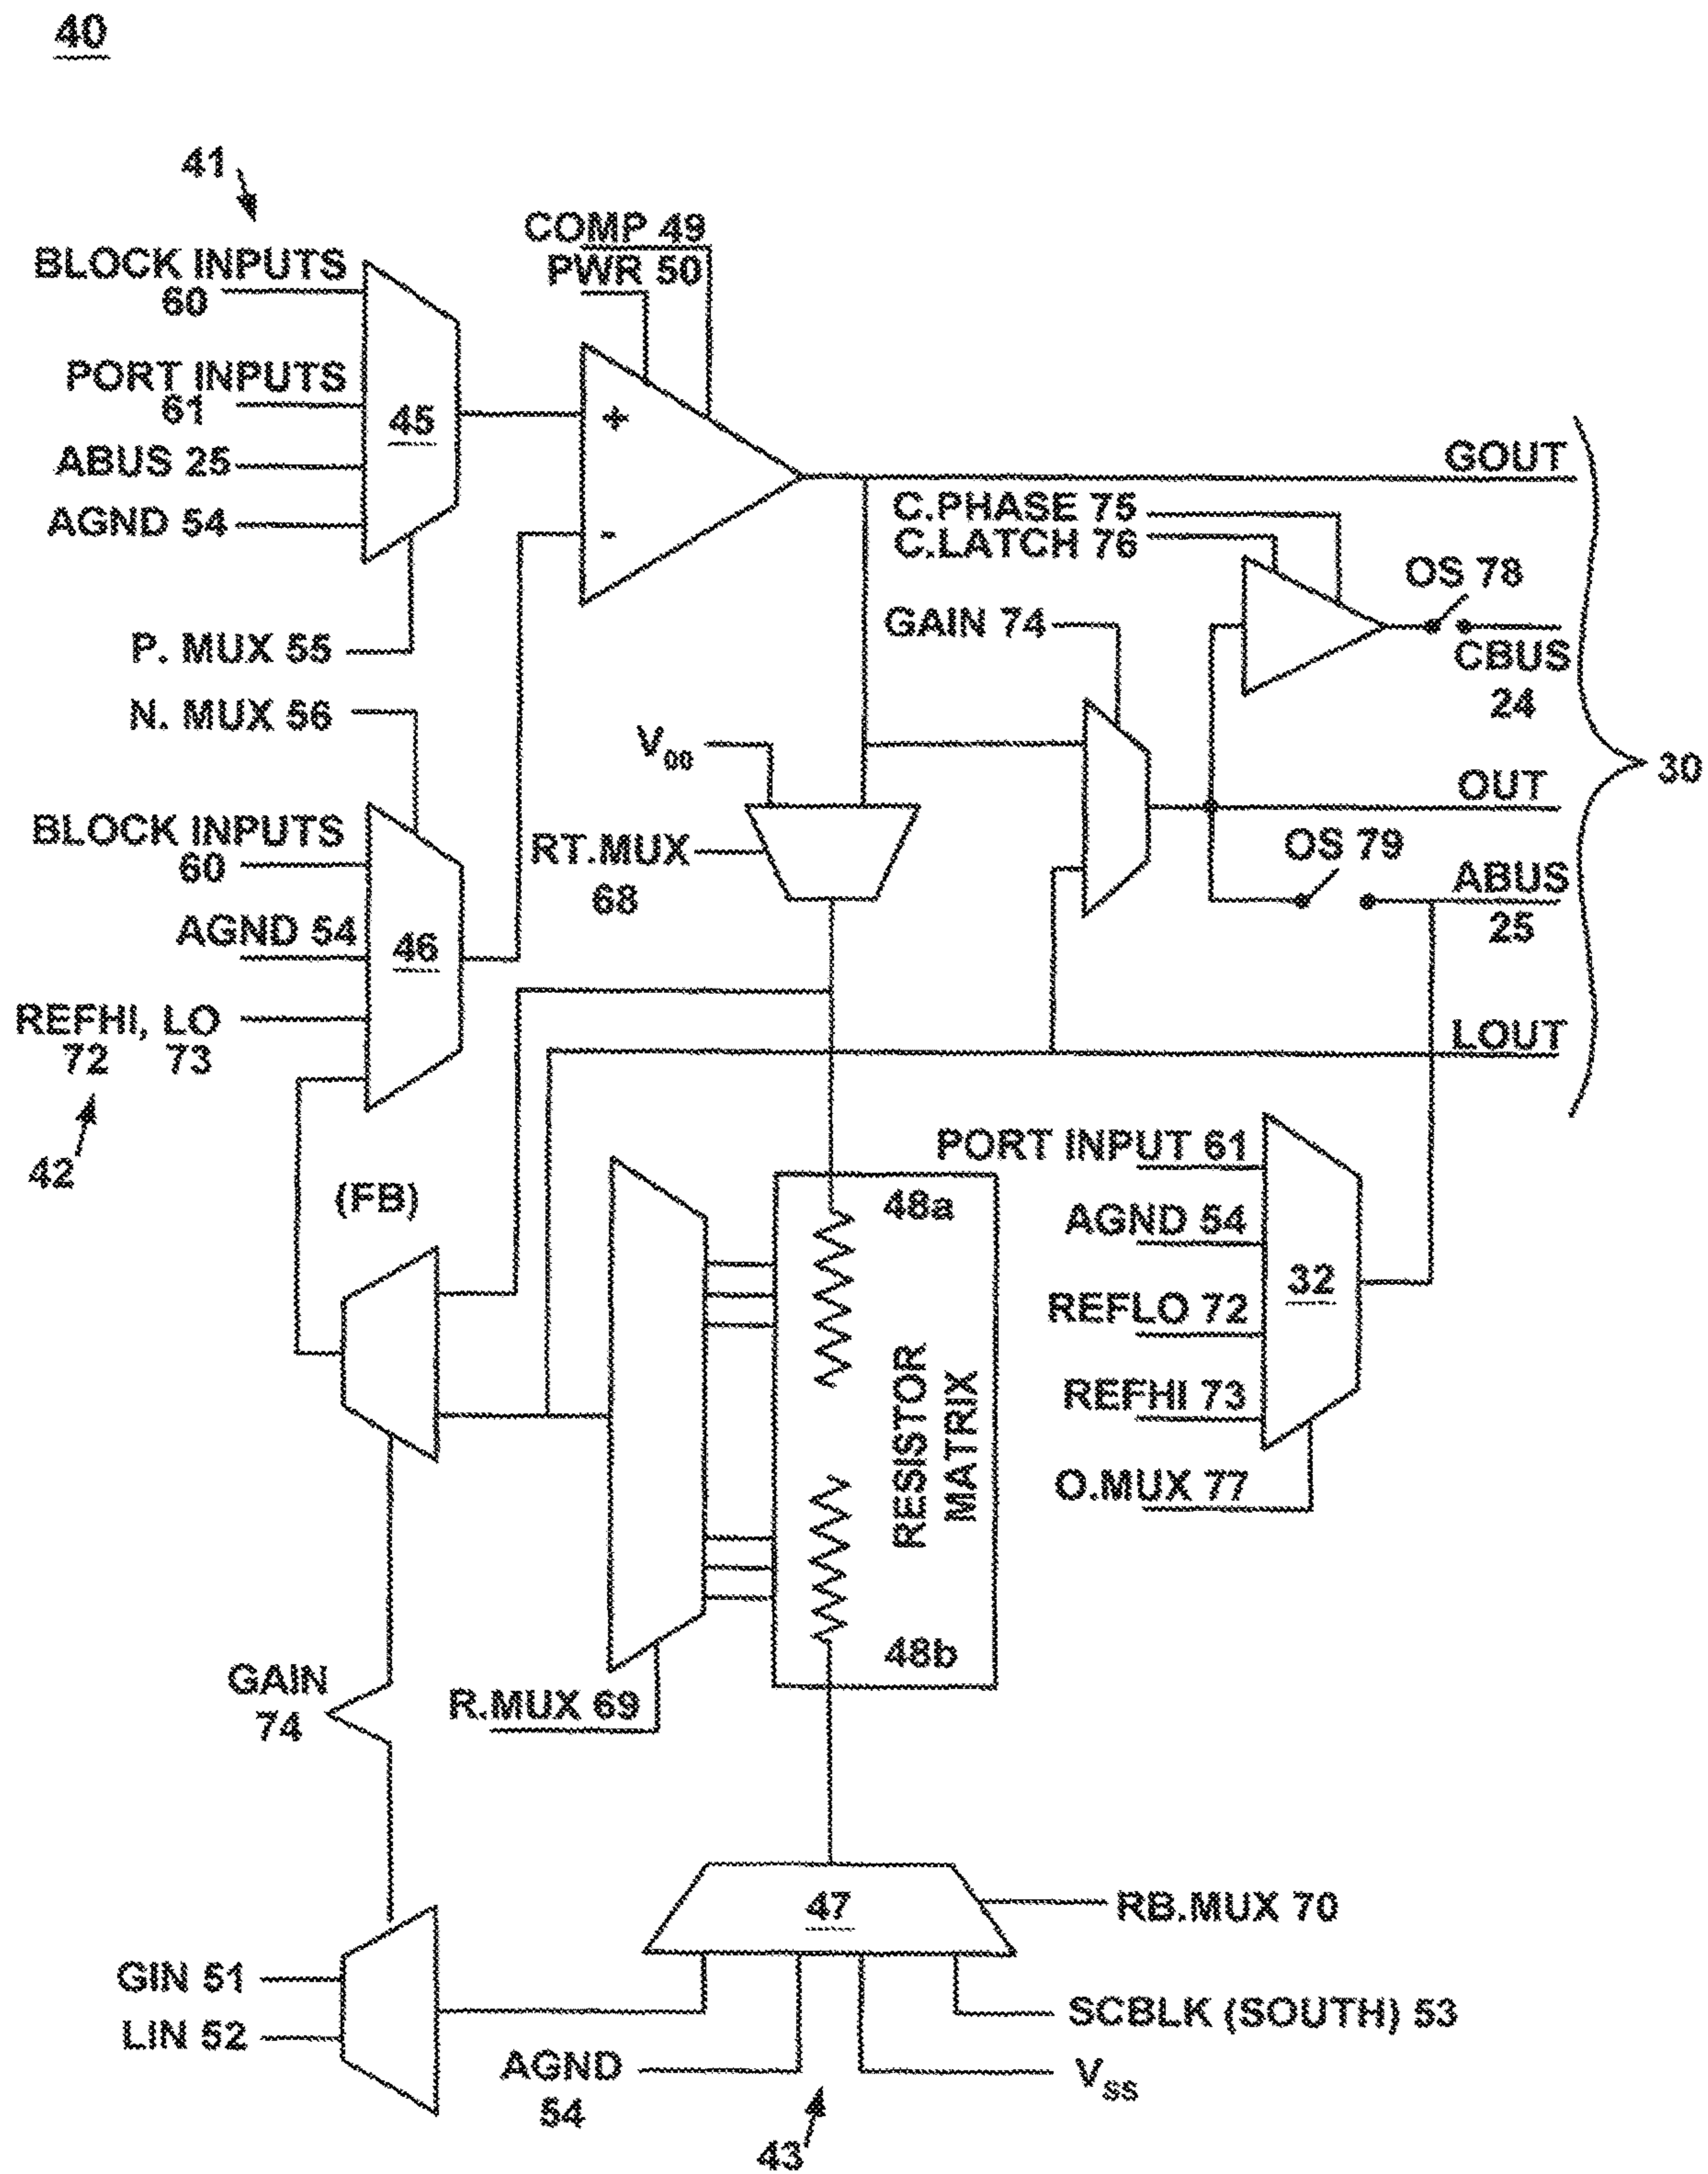 40
41
COMP 49
PWR 50
BLOCK INPUTS
60
PORT INPUTS
61
ABUS 25
AGND 54
45
+
-
P. MUX 55
N. MUX 56
GOUT
C.PHASE 75
C.LATCH 76
OS 78
CBUS
24
GAIN 74
30
V00
OUT
RT.MUX
68
OS 79
ABUS
25
BLOCK INPUTS
60
AGND 54
46
REFHI, LO
72 73
42
LOUT
(FB)
PORT INPUT 61
AGND 54
REFLO 72
REFHI 73
32
O.MUX 77
48a
RESISTOR
MATRIX
48b
GAIN
74
R.MUX 69
47
RB.MUX 70
GIN 51
LIN 52
SCBLK (SOUTH) 53
AGND
54
VSS
43